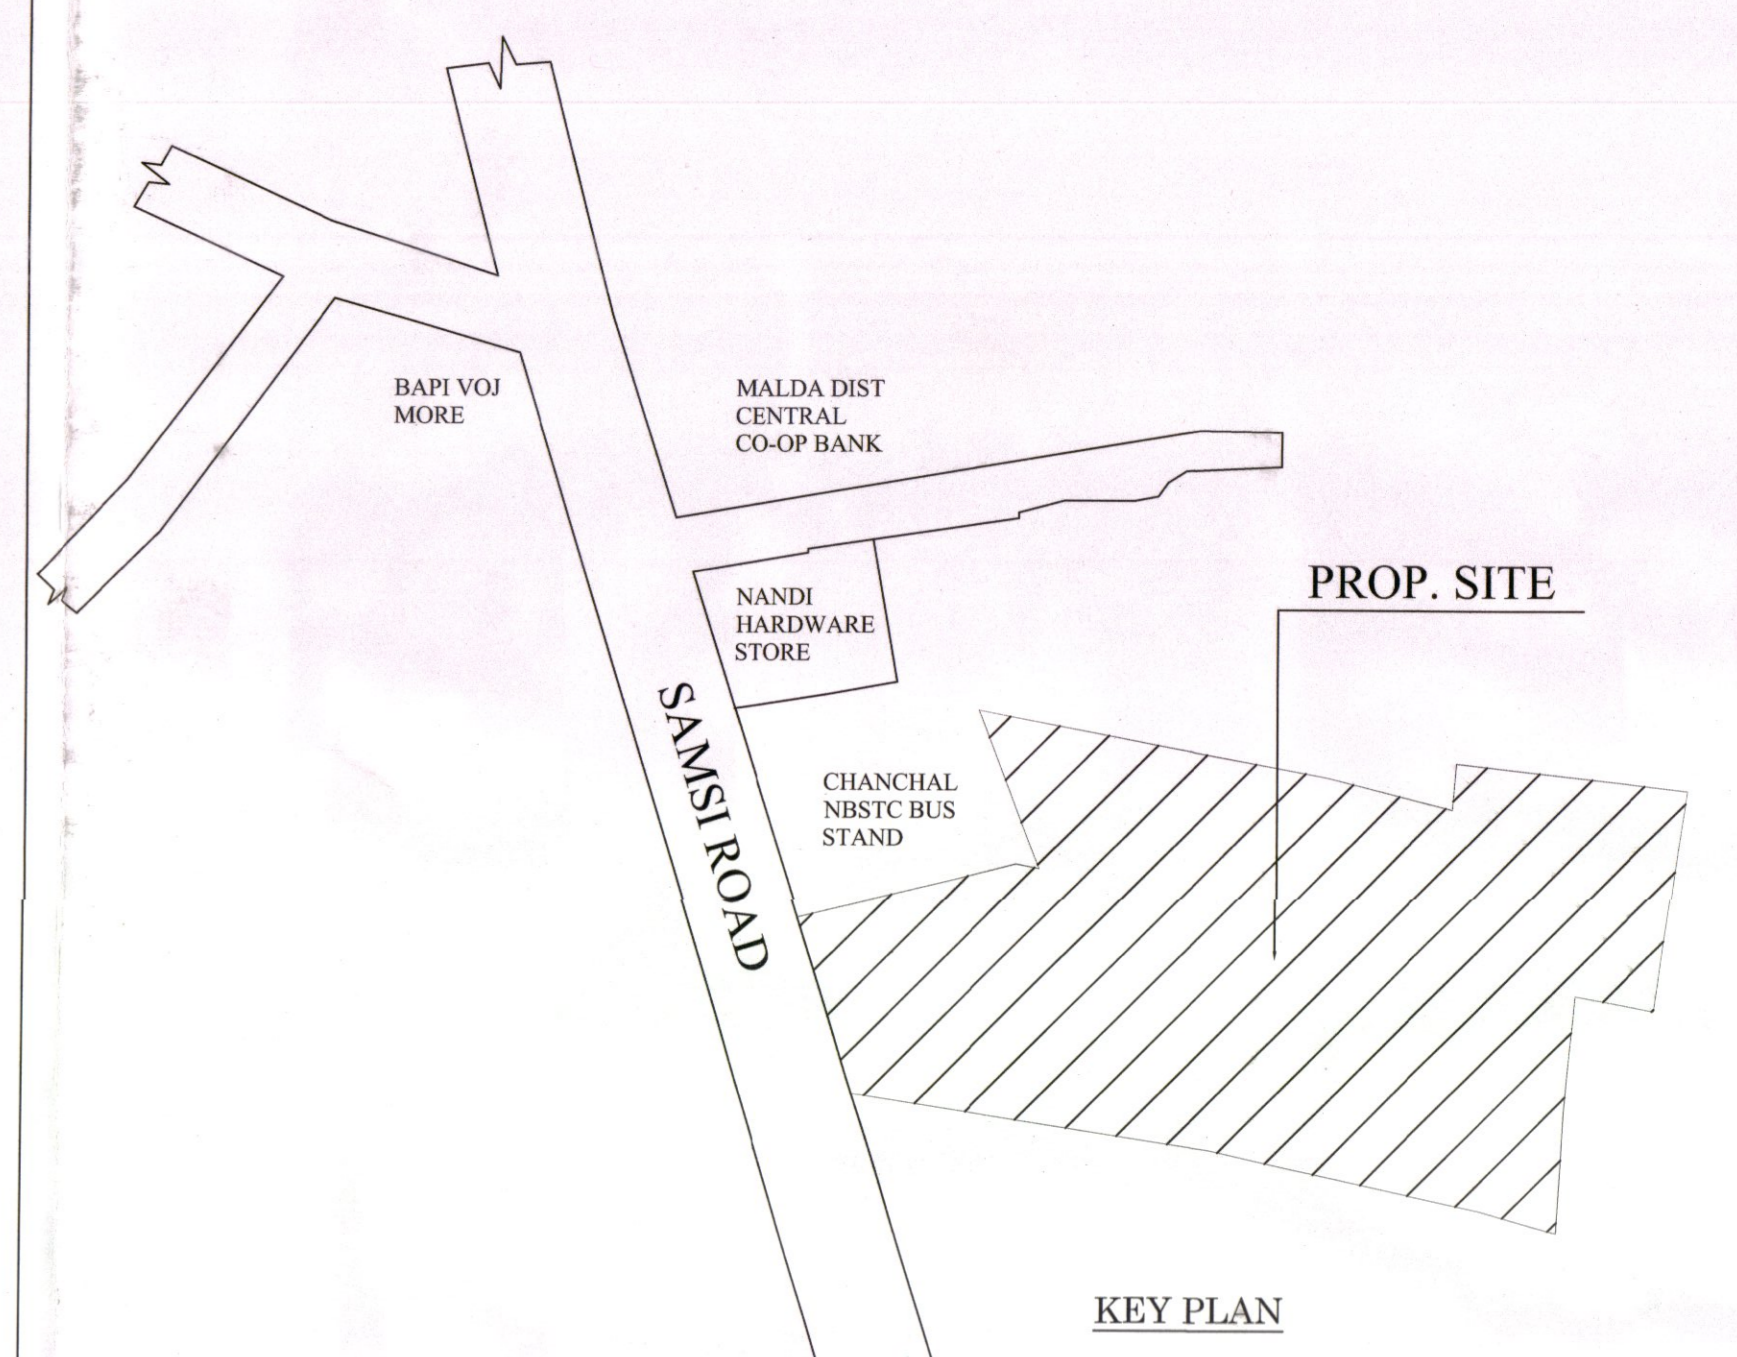 BAPI VOJ
MORE
MALDA DIST
CENTRAL
CO-OP BANK
PROP. SITE
NANDI
HARDWARE
STORE
SAMSI ROAD
CHANCHAL
NBSTC BUS
STAND
KEY PLAN